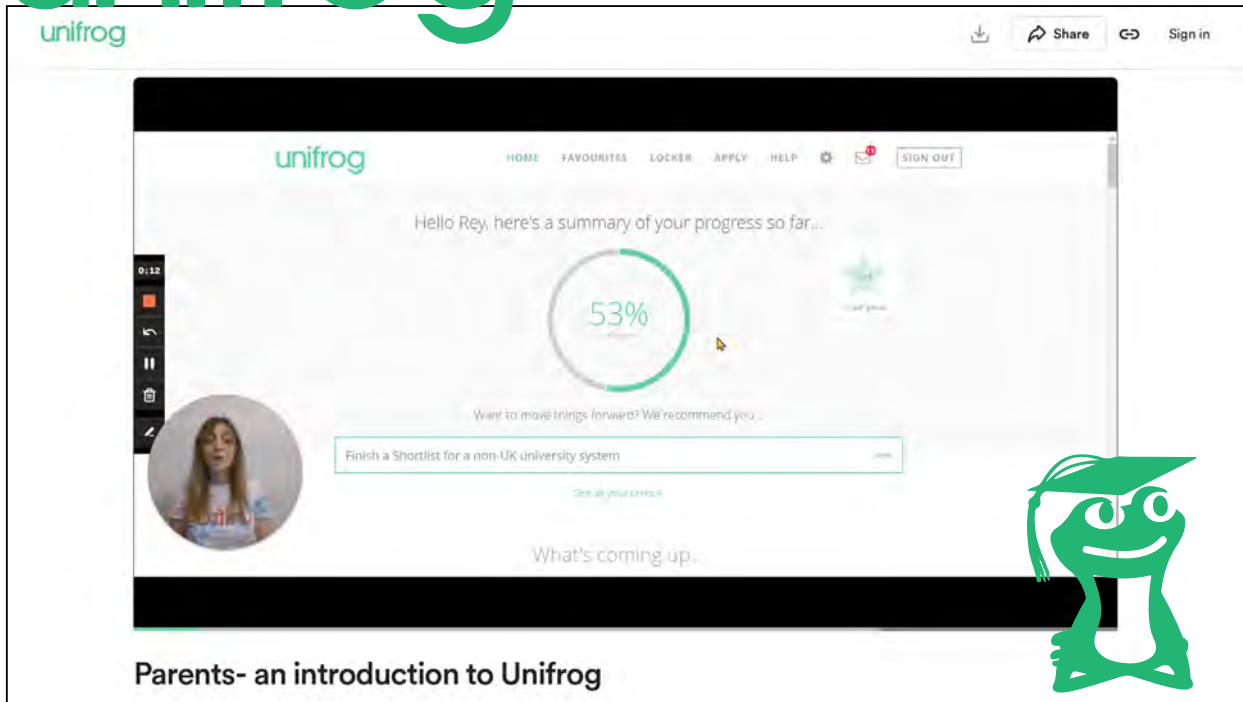 unifrog
unifrog Share Sign in
unifrog HOME FAVOURITES LOCKER APPLY HELP SIGN OUT
Hello Rey, here's a summary of your progress so far...
0:12
53%
Want to move things forward? We recommend you...
Finish a Shortlist for a non-UK university system
See all your
What's coming up...
Parents- an introduction to Unifrog